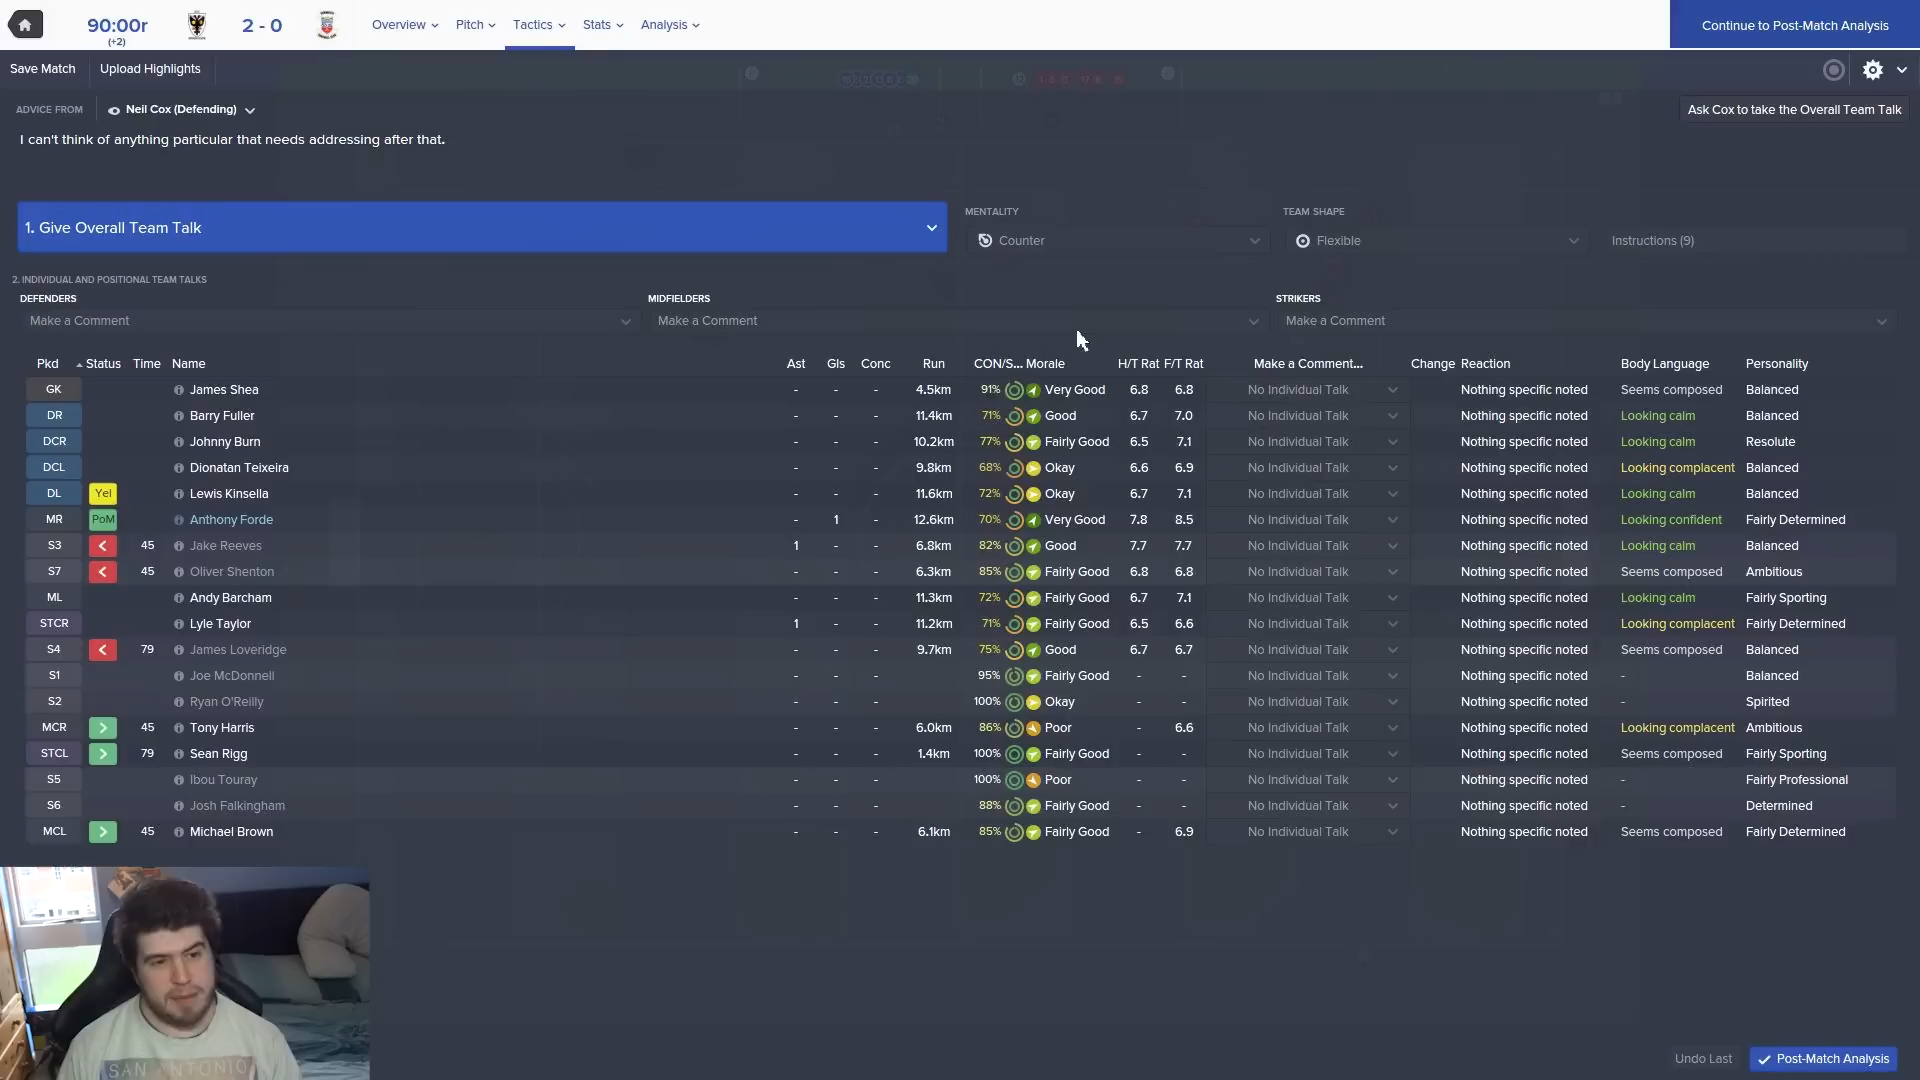 90:00r
(+2)
2 - 0
Overview
Pitch
Tactics
Stats
Analysis
Continue to Post-Match Analysis
Save Match
Upload Highlights
ADVICE FROM
Neil Cox (Defending)
Ask Cox to take the Overall Team Talk
I can't think of anything particular that needs addressing after that.
1. Give Overall Team Talk
MENTALITY
Counter
TEAM SHAPE
Flexible
Instructions (9)
2. INDIVIDUAL AND POSITIONAL TEAM TALKS
DEFENDERS MIDFIELDERS STRIKERS
Make a Comment Make a Comment Make a Comment
Pkd Status Time Name Ast Gls Conc Run CON/S... Morale H/T Rat F/T Rat Make a Comment... Change Reaction Body Language Personality
GK James Shea - - - 4.5km 91% Very Good 6.8 6.8 No Individual Talk Nothing specific noted Seems composed Balanced
DR Barry Fuller - - - 11.4km 71% Good 6.7 7.0 No Individual Talk Nothing specific noted Looking calm Balanced
DCR Johnny Burn - - - 10.2km 77% Fairly Good 6.5 7.1 No Individual Talk Nothing specific noted Looking calm Resolute
DCL Dionatan Teixeira - - - 9.8km 68% Okay 6.6 6.9 No Individual Talk Nothing specific noted Looking complacent Balanced
DL Yel Lewis Kinsella - - - 11.6km 72% Okay 6.7 7.1 No Individual Talk Nothing specific noted Looking calm Balanced
MR PoM Anthony Forde - 1 - 12.6km 70% Very Good 7.8 8.5 No Individual Talk Nothing specific noted Looking confident Fairly Determined
S3 45 Jake Reeves 1 - - 6.8km 82% Good 7.7 7.7 No Individual Talk Nothing specific noted Looking calm Balanced
S7 45 Oliver Shenton - - - 6.3km 85% Fairly Good 6.8 6.8 No Individual Talk Nothing specific noted Seems composed Ambitious
ML Andy Barcham - - - 11.3km 72% Fairly Good 6.7 7.1 No Individual Talk Nothing specific noted Looking calm Fairly Sporting
STCR Lyle Taylor 1 - - 11.2km 71% Fairly Good 6.5 6.6 No Individual Talk Nothing specific noted Looking complacent Fairly Determined
S4 79 James Loveridge - - - 9.7km 75% Good 6.7 6.7 No Individual Talk Nothing specific noted Seems composed Balanced
S1 Joe McDonnell - - - 95% Fairly Good - - No Individual Talk Nothing specific noted - Balanced
S2 Ryan O'Reilly - - - 100% Okay - - No Individual Talk Nothing specific noted - Spirited
MCR 45 Tony Harris - - - 6.0km 86% Poor - 6.6 No Individual Talk Nothing specific noted Looking complacent Ambitious
STCL 79 Sean Rigg - - - 1.4km 100% Fairly Good - - No Individual Talk Nothing specific noted Seems composed Fairly Sporting
S5 Ibou Touray - - - 100% Poor - - No Individual Talk Nothing specific noted - Fairly Professional
S6 Josh Falkingham - - - 88% Fairly Good - - No Individual Talk Nothing specific noted - Determined
MCL 45 Michael Brown - - - 6.1km 85% Fairly Good - 6.9 No Individual Talk Nothing specific noted Seems composed Fairly Determined
SAN ANTONIO
Undo Last
Post-Match Analysis